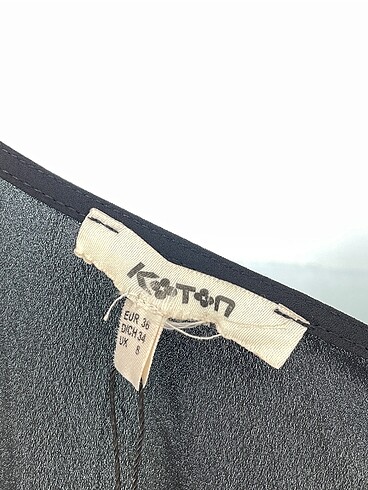 KOTON
EUR 36
D/CH 34
UK 8